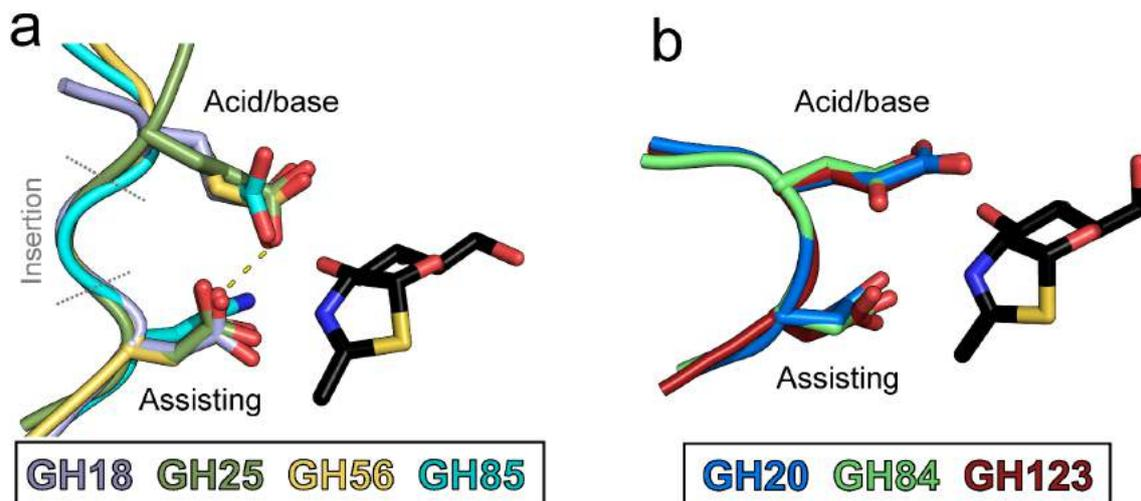 a
Acid/base
Insertion
Assisting
GH18 GH25 GH56 GH85
b
Acid/base
Assisting
GH20 GH84 GH123